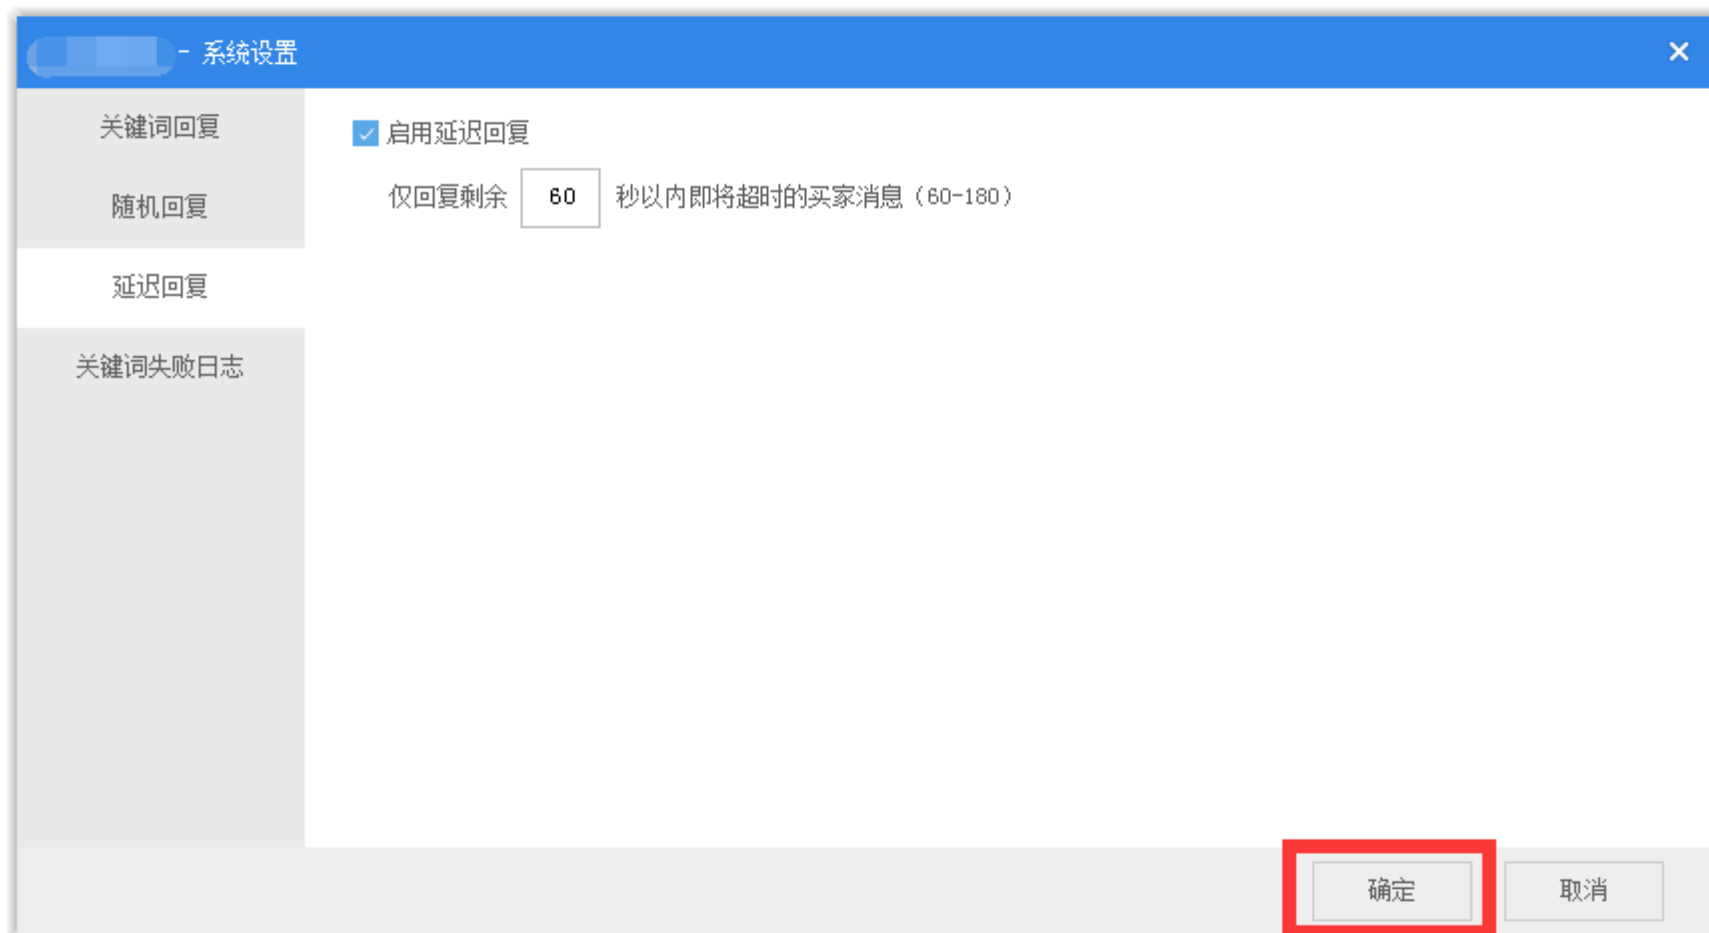 - 系统设置
关键词回复
随机回复
延迟回复
关键词失败日志
启用延迟回复
仅回复剩余 60 秒以内即将超时的买家消息（60-180）
确定
取消